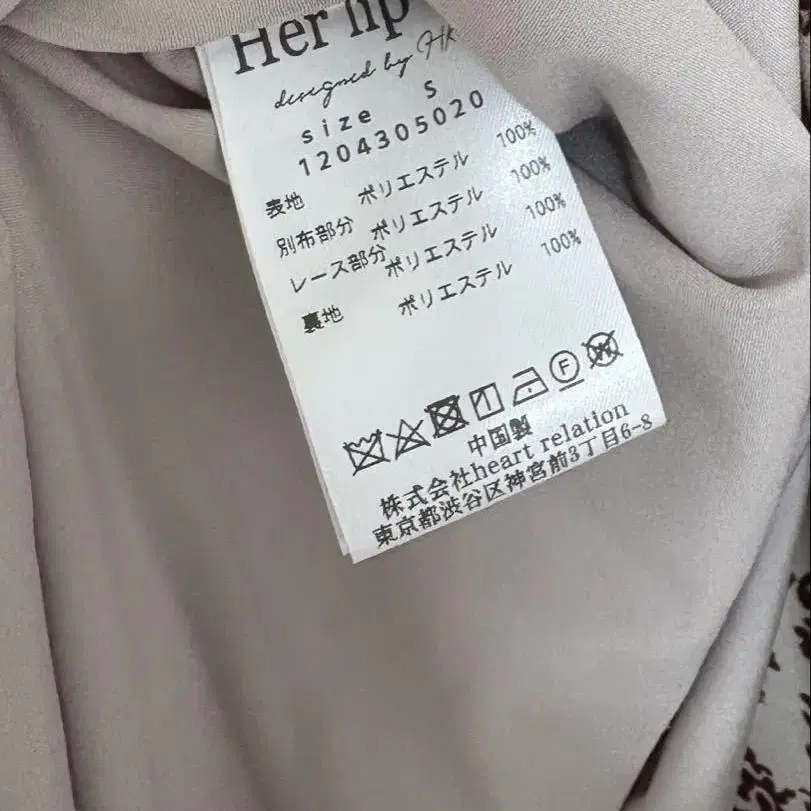 Her lip
designed by Hk
size S
1204305020
表地 ポリエステル 100%
別布部分 ポリエステル 100%
レース部分 ポリエステル 100%
裏地 ポリエステル 100%
F
W
中国製
株式会社heart relation
東京都渋谷区神宮前3丁目6-8